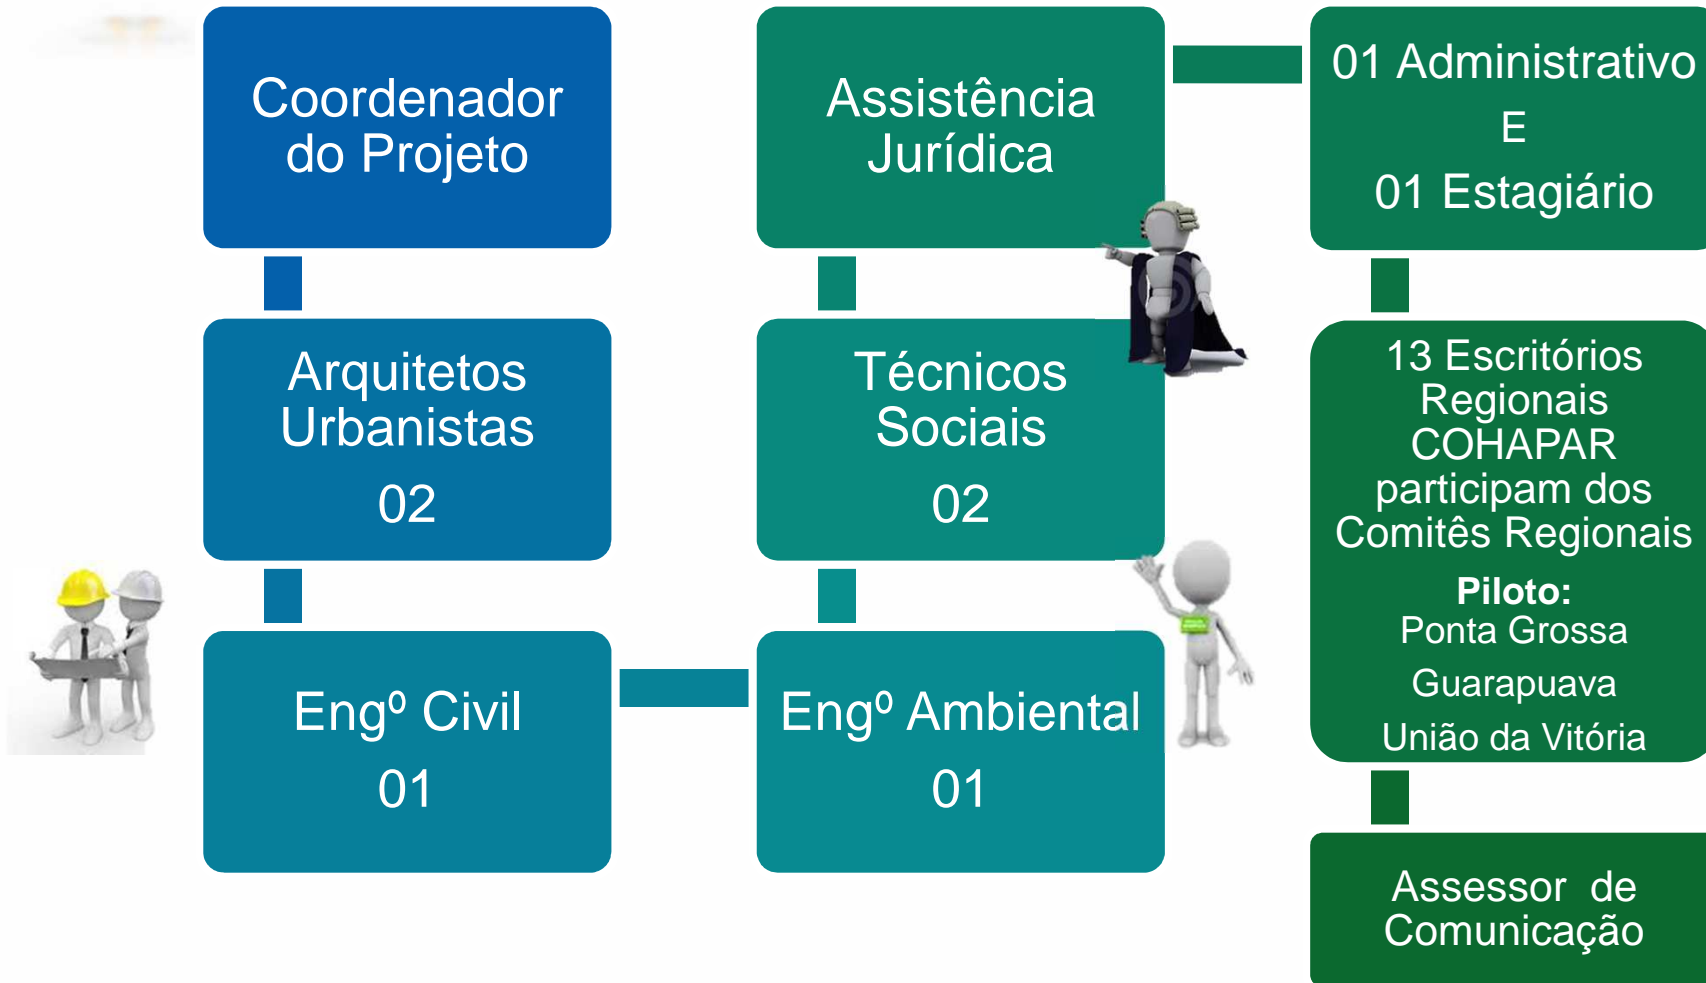 Coordenador
do Projeto
Arquitetos
Urbanistas
02
Engº Civil
01
Engº Ambiental
01
Técnicos
Sociais
02
Assistência
Jurídica
01 Administrativo
E
01 Estagiário
13 Escritórios
Regionais
COHAPAR
participam dos
Comitês Regionais
Piloto:
Ponta Grossa
Guarapuava
União da Vitória
Assessor de
Comunicação